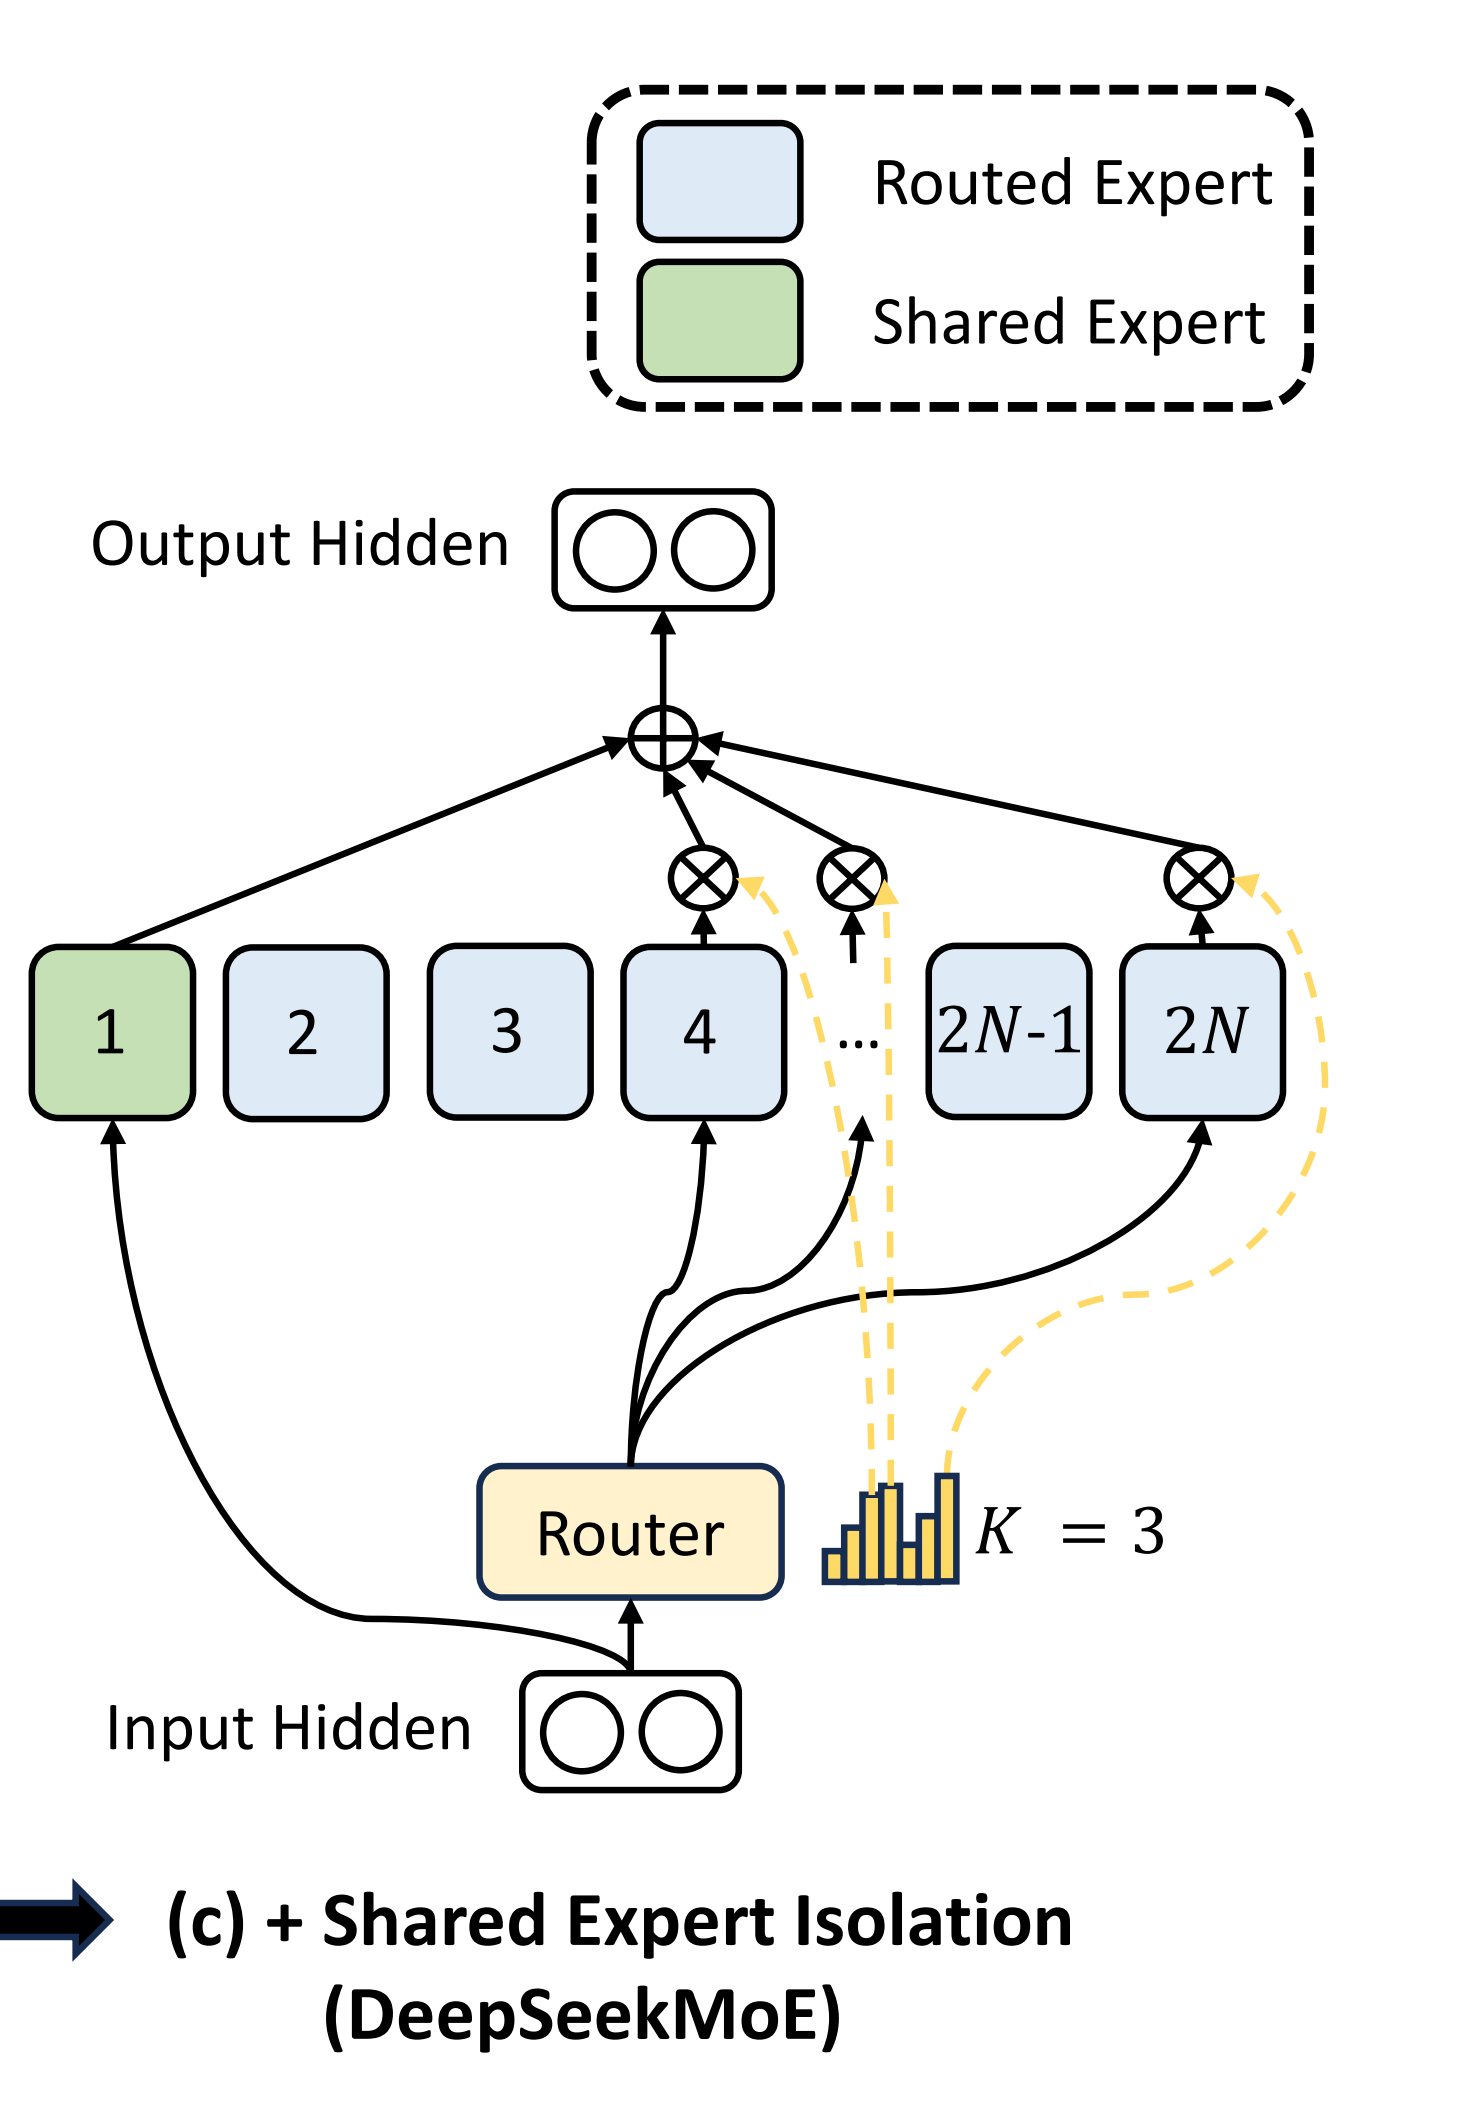 Routed Expert
Shared Expert
Output Hidden
1
2
3
4
...
2N-1
2N
Router
K = 3
Input Hidden
(c) + Shared Expert Isolation
(DeepSeekMoE)